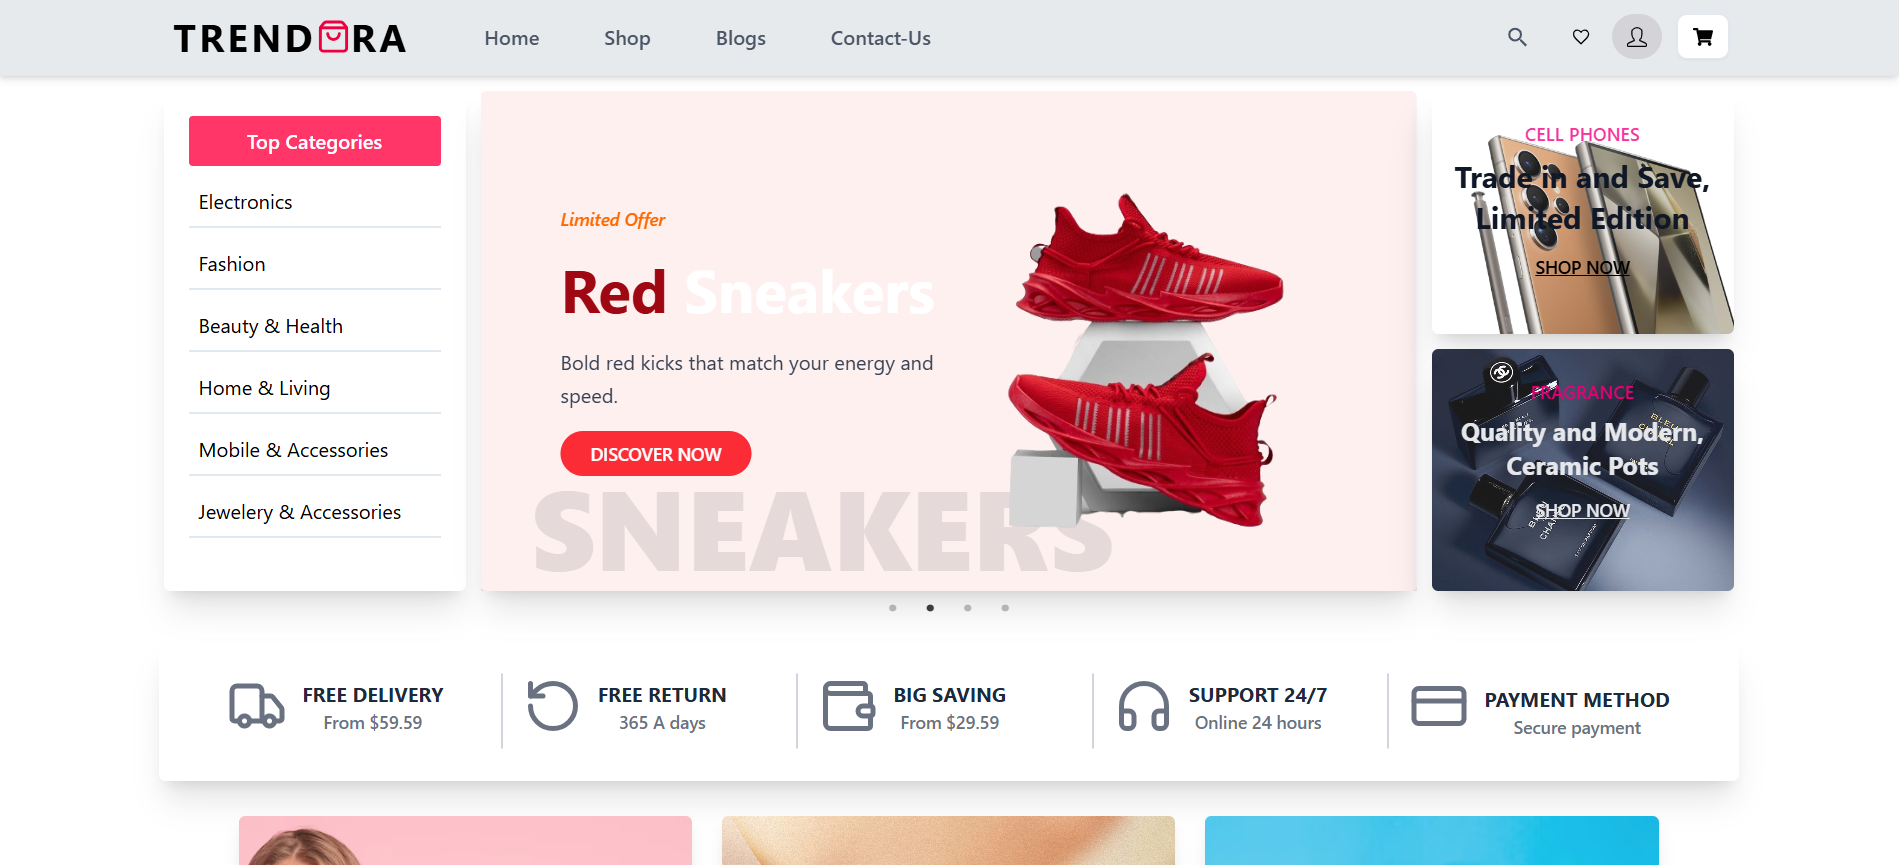 TRENDORA
Home
Shop
Blogs
Contact-Us
Top Categories
Electronics
Fashion
Beauty & Health
Home & Living
Mobile & Accessories
Jewelery & Accessories
Limited Offer
Red Sneakers
Bold red kicks that match your energy and
speed.
DISCOVER NOW
SNEAKERS
CELL PHONES
Trade in and Save,
Limited Edition
SHOP NOW
FRAGRANCE
Quality and Modern,
Ceramic Pots
SHOP NOW
FREE DELIVERY
From $59.59
FREE RETURN
365 A days
BIG SAVING
From $29.59
SUPPORT 24/7
Online 24 hours
PAYMENT METHOD
Secure payment